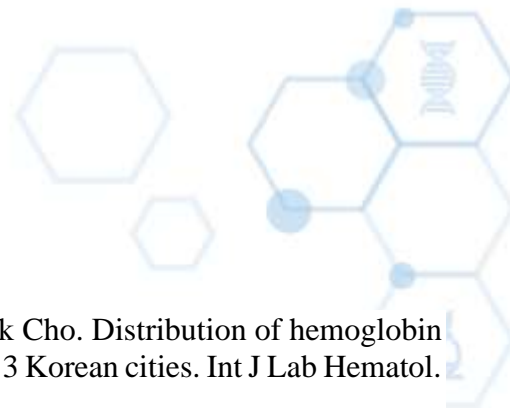 k Cho. Distribution of hemoglobin
3 Korean cities. Int J Lab Hematol.